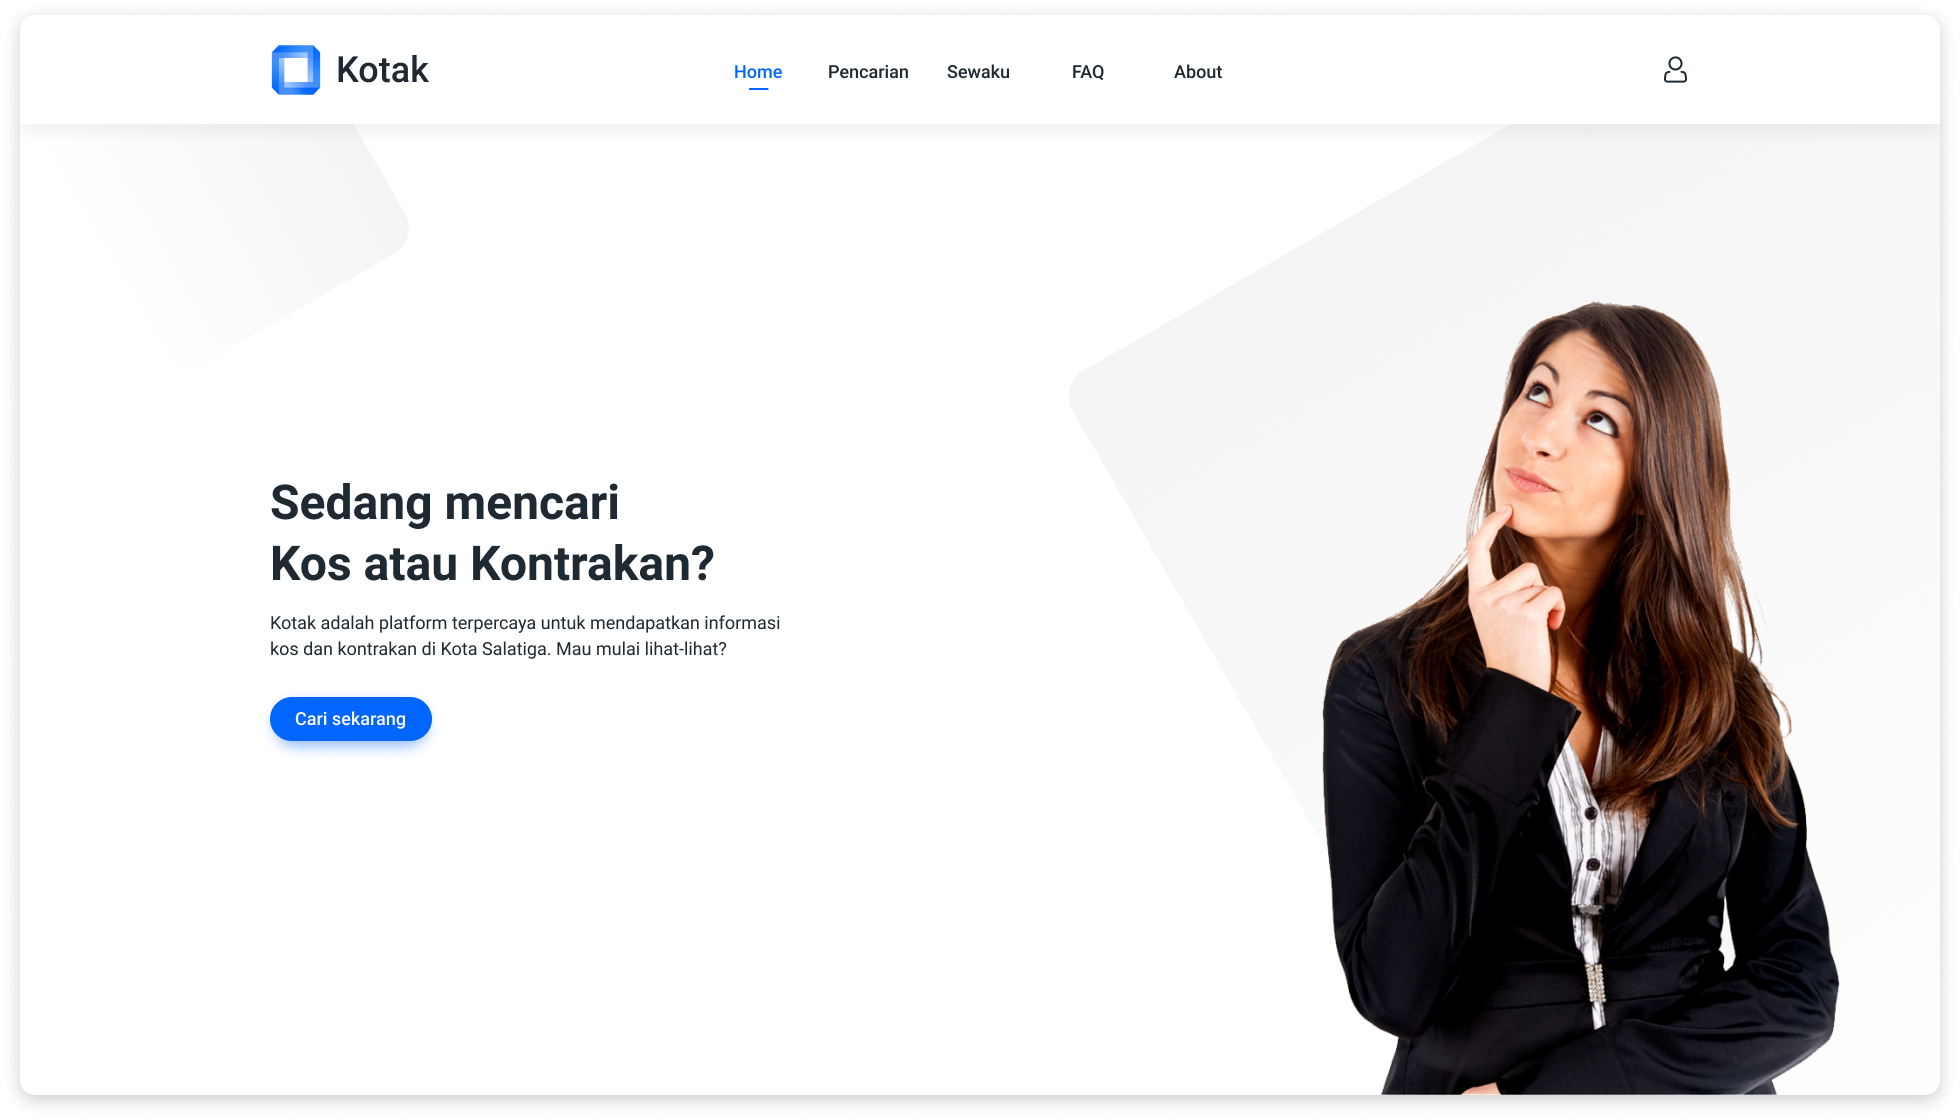 Kotak
Home
Pencarian
Sewaku
FAQ
About
Sedang mencari
Kos atau Kontrakan?
Kotak adalah platform terpercaya untuk mendapatkan informasi
kos dan kontrakan di Kota Salatiga. Mau mulai lihat-lihat?
Cari sekarang